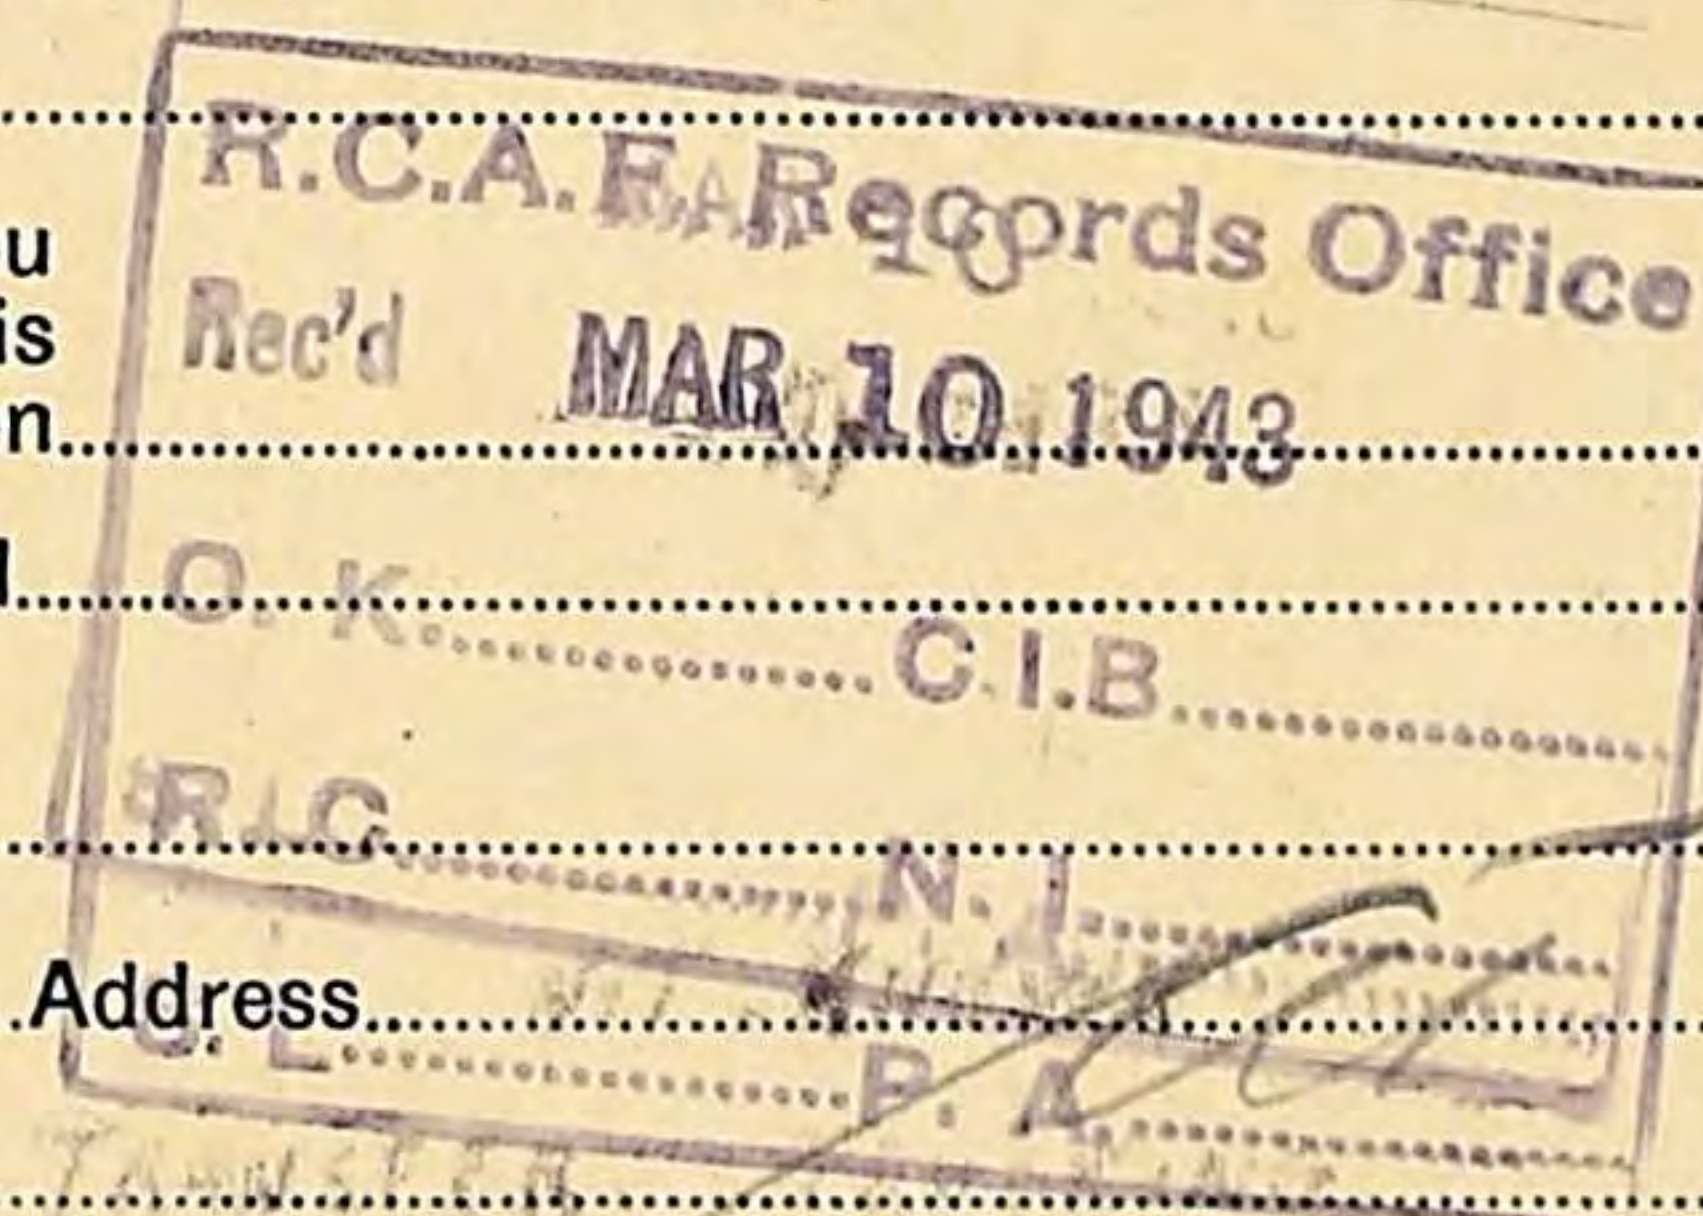 R.C.A.F. Records Office
u
is
Rec'd MAR 10 1943
n
O. K. C.I.B.
R.C. N.I.
Address
L. P. A.